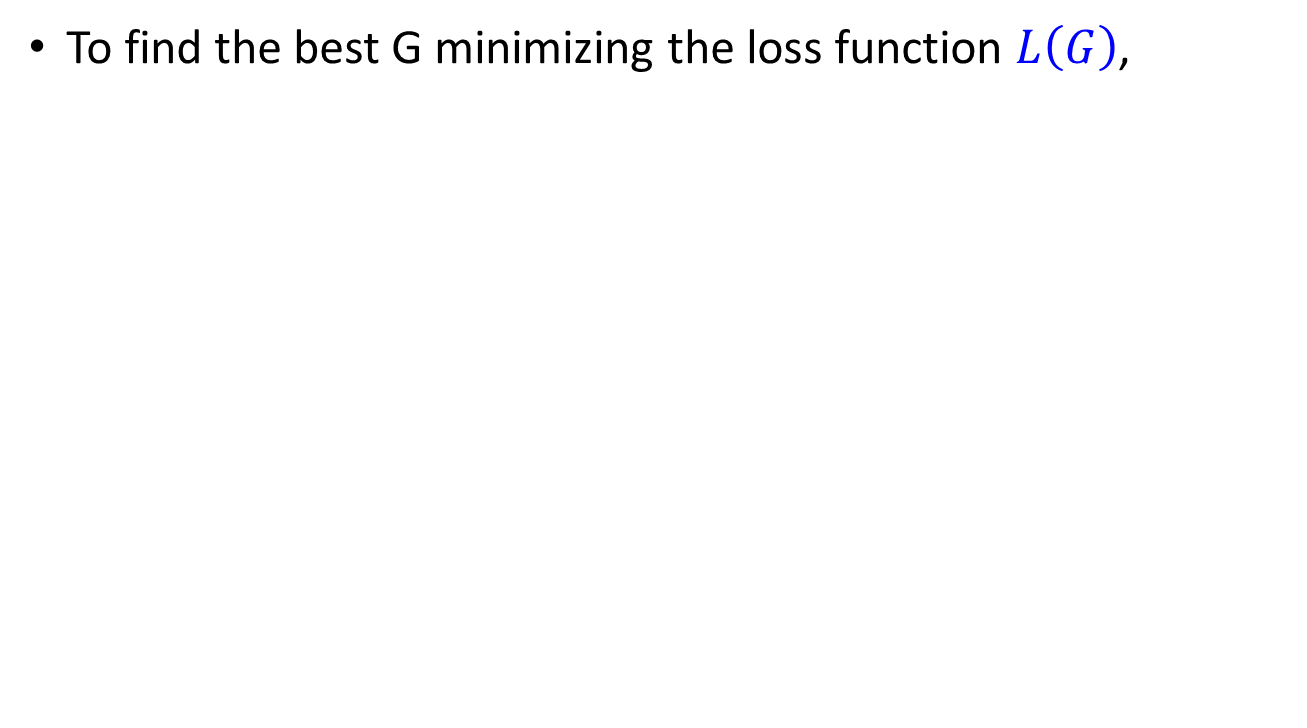 • To find the best G minimizing the loss function L(G),